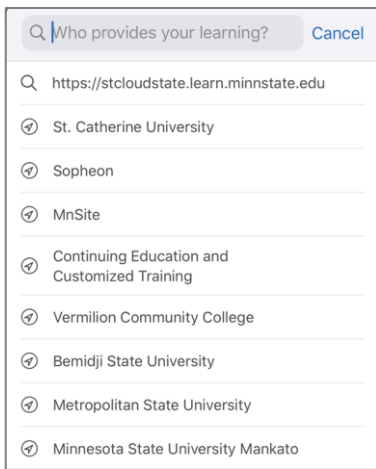 Who provides your learning? Cancel
https://stcloudstate.learn.minnstate.edu
St. Catherine University
Sopheon
MnSite
Continuing Education and
Customized Training
Vermilion Community College
Bemidji State University
Metropolitan State University
Minnesota State University Mankato